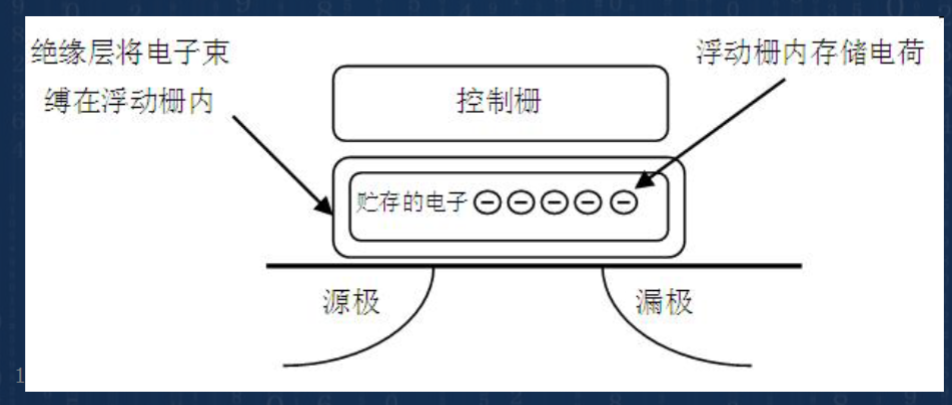 绝缘层将电子束
缚在浮动栅内
浮动栅内存储电荷
控制栅
贮存的电子
源极
漏极